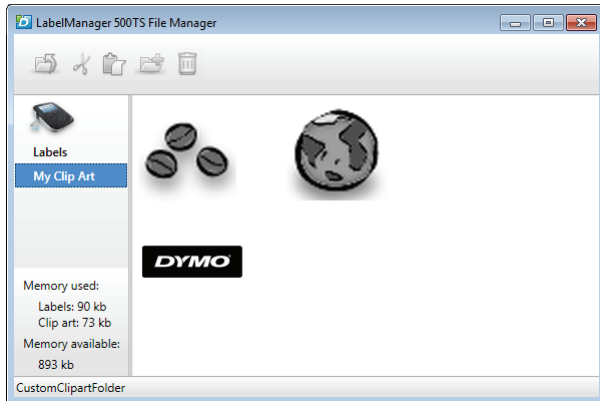 LabelManager 500TS File Manager
Labels
My Clip Art
DYMO
Memory used:
Labels: 90 kb
Clip art: 73 kb
Memory available:
893 kb
CustomClipartFolder